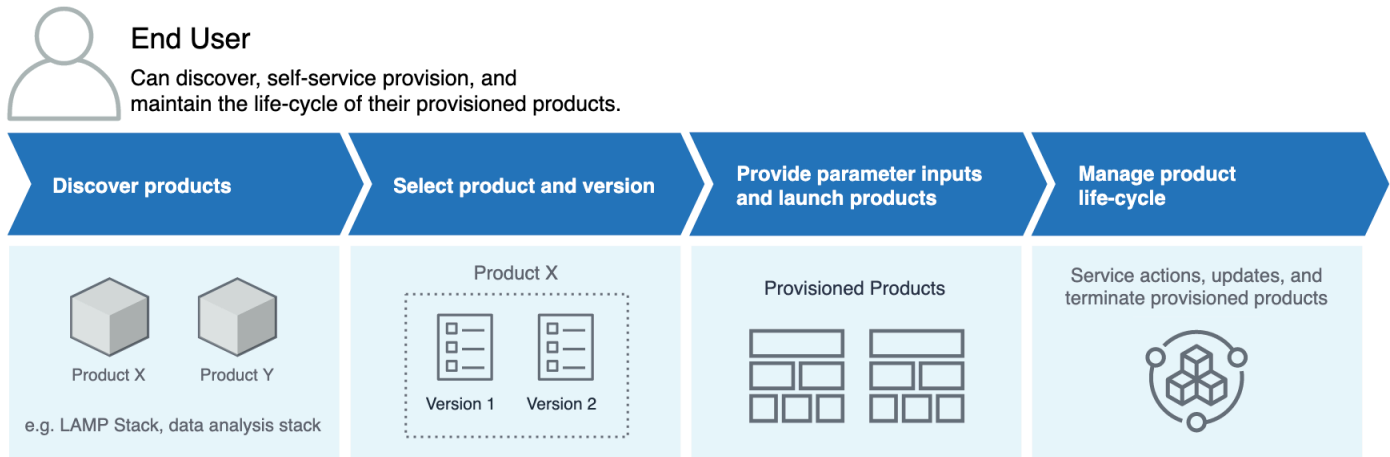 End User
Can discover, self-service provision, and
maintain the life-cycle of their provisioned products.
Discover products
Select product and version
Provide parameter inputs
and launch products
Manage product
life-cycle
Product X
Product Y
e.g. LAMP Stack, data analysis stack
Product X
Version 1
Version 2
Provisioned Products
Service actions, updates, and
terminate provisioned products